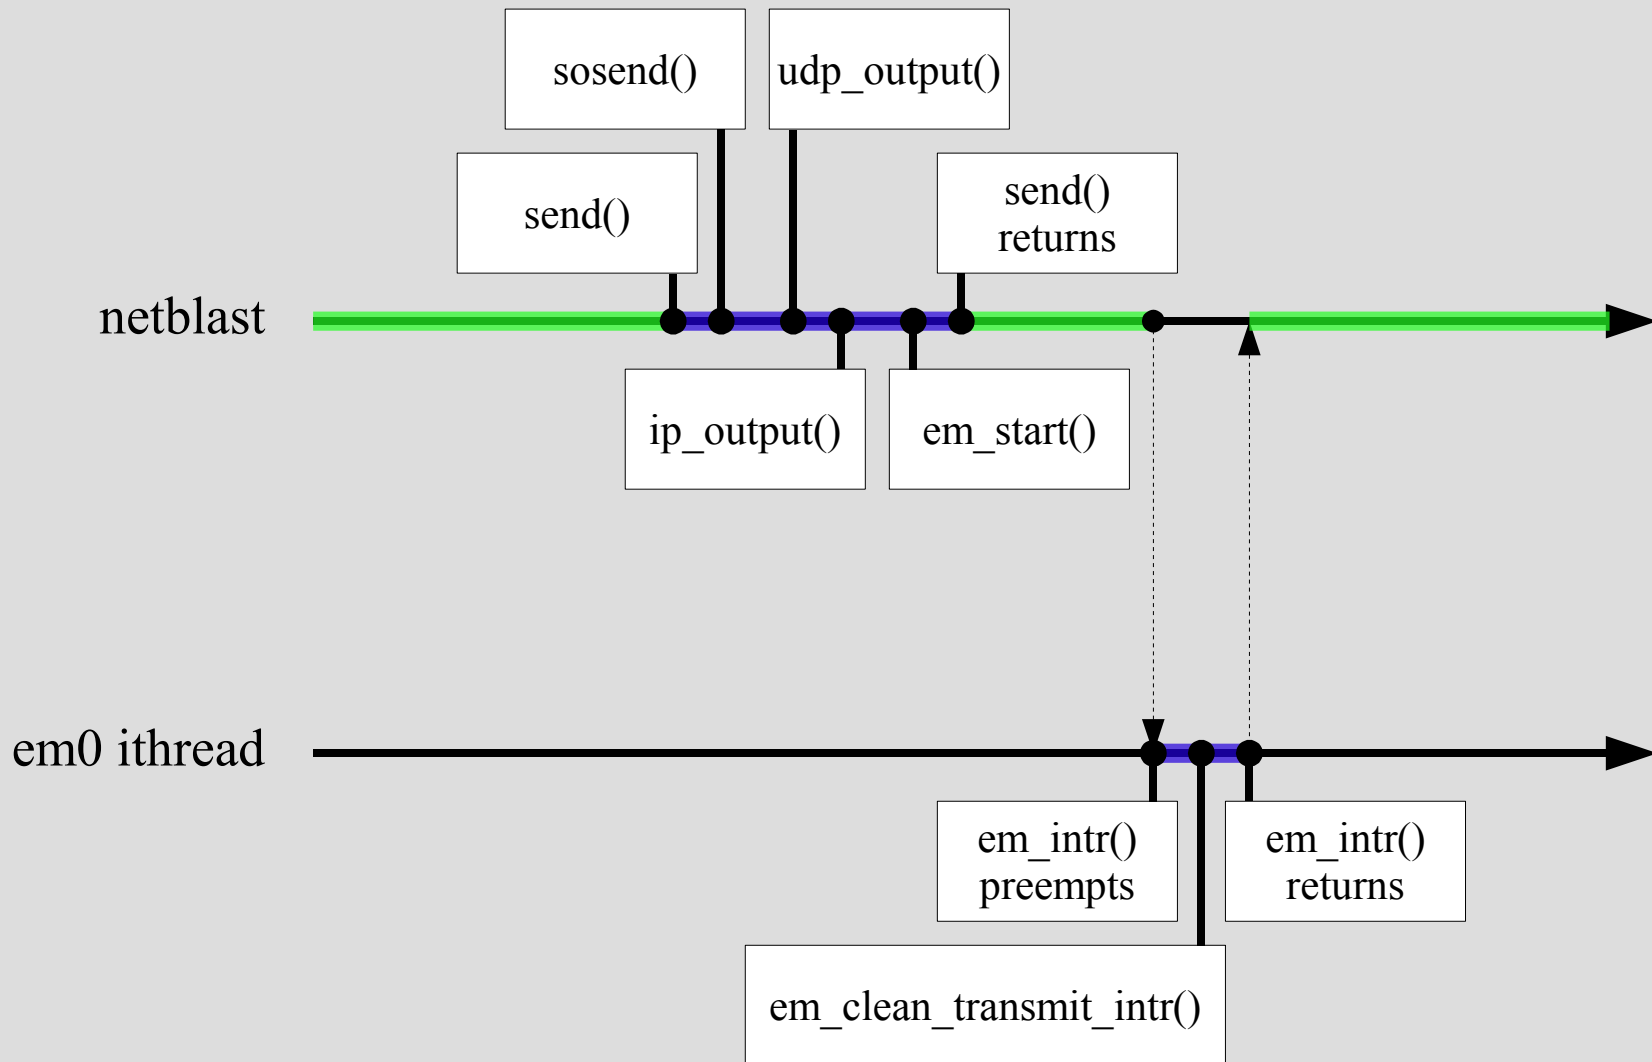 sosend()
udp_output()
send()
send()
returns
netblast
ip_output()
em_start()
em0 ithread
em_intr()
preempts
em_intr()
returns
em_clean_transmit_intr()